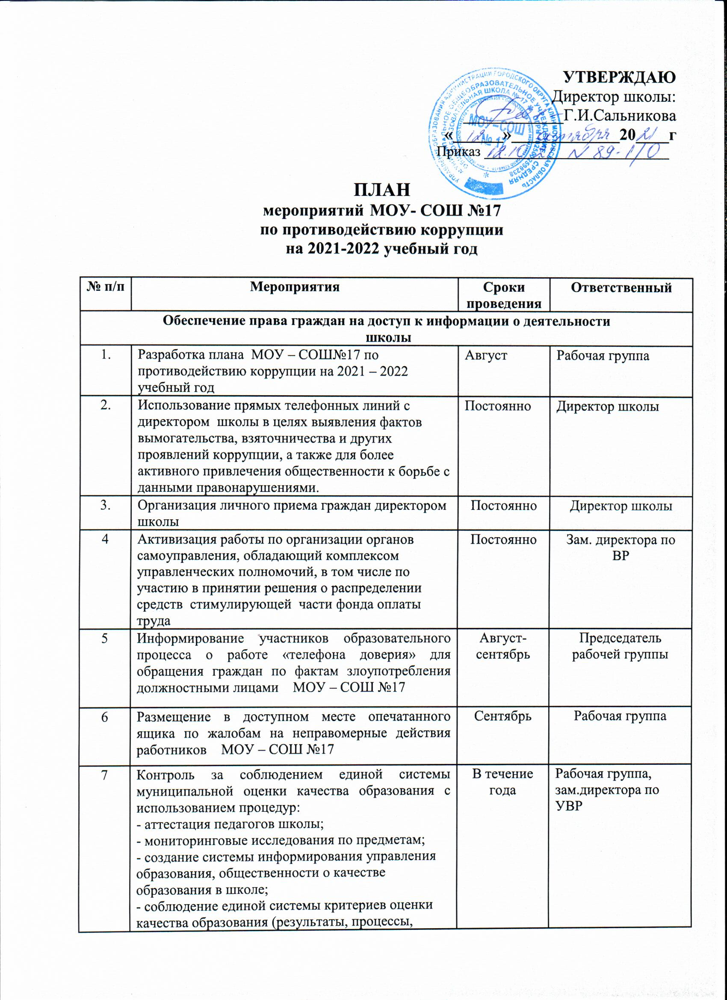 УТВЕРЖДАЮ
Директор школы:
Г.И.Сальникова
« 12 » октября 2021 г
Приказ 12.10 N 89-1/О
МОУ-СОШ
№ 17
ПЛАН
мероприятий МОУ- СОШ №17
по противодействию коррупции
на 2021-2022 учебный год
№ п/п Мероприятия Сроки проведения Ответственный
Обеспечение права граждан на доступ к информации о деятельности
школы
1. Разработка плана МОУ – СОШ№17 по Август Рабочая группа
противодействию коррупции на 2021 – 2022
учебный год
2. Использование прямых телефонных линий с Постоянно Директор школы
директором школы в целях выявления фактов
вымогательства, взяточничества и других
проявлений коррупции, а также для более
активного привлечения общественности к борьбе с
данными правонарушениями.
3. Организация личного приема граждан директором Постоянно Директор школы
школы
4 Активизация работы по организации органов Постоянно Зам. директора по
самоуправления, обладающий комплексом ВР
управленческих полномочий, в том числе по
участию в принятии решения о распределении
средств стимулирующей части фонда оплаты
труда
5 Информирование участников образовательного Август- Председатель
процесса о работе «телефона доверия» для сентябрь рабочей группы
обращения граждан по фактам злоупотребления
должностными лицами МОУ – СОШ №17
6 Размещение в доступном месте опечатанного Сентябрь Рабочая группа
ящика по жалобам на неправомерные действия
работников МОУ – СОШ №17
7 Контроль за соблюдением единой системы В течение Рабочая группа,
муниципальной оценки качества образования с года зам.директора по
использованием процедур: УВР
- аттестация педагогов школы;
- мониторинговые исследования по предметам;
- создание системы информирования управления
образования, общественности о качестве
образования в школе;
- соблюдение единой системы критериев оценки
качества образования (результаты, процессы,